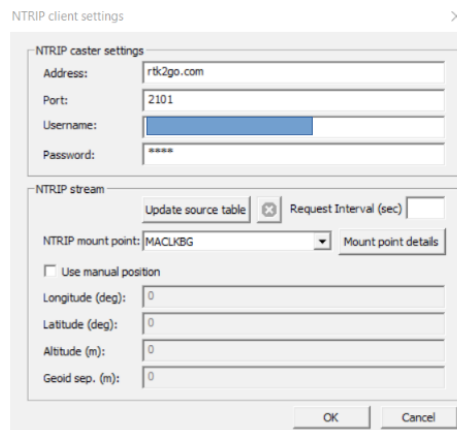 NTRIP client settings
NTRIP caster settings
Address: rtk2go.com
Port: 2101
Username:
Password: ****
NTRIP stream
Update source table Request Interval (sec)
NTRIP mount point: MACLKBG Mount point details
Use manual position
Longitude (deg): 0
Latitude (deg): 0
Altitude (m): 0
Geoid sep. (m): 0
OK Cancel